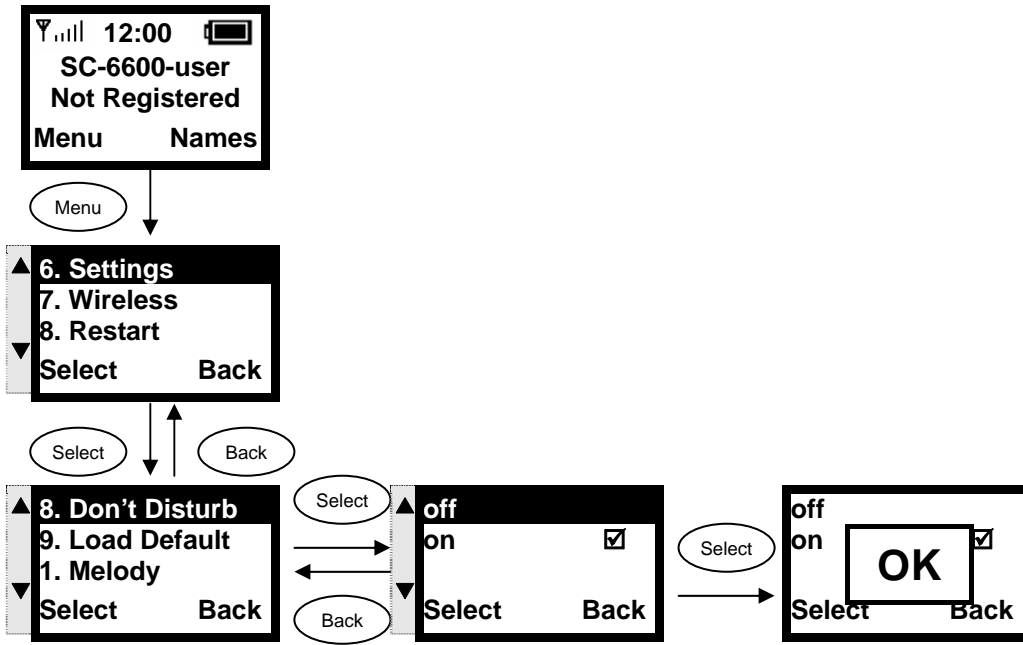 12:00
SC-6600-user
Not Registered
Menu Names
Menu
6. Settings
7. Wireless
8. Restart
Select Back
Select
Back
8. Don't Disturb
9. Load Default
1. Melody
Select Back
Select
Back
off
on
Select Back
Select
off
on
OK
Select Back